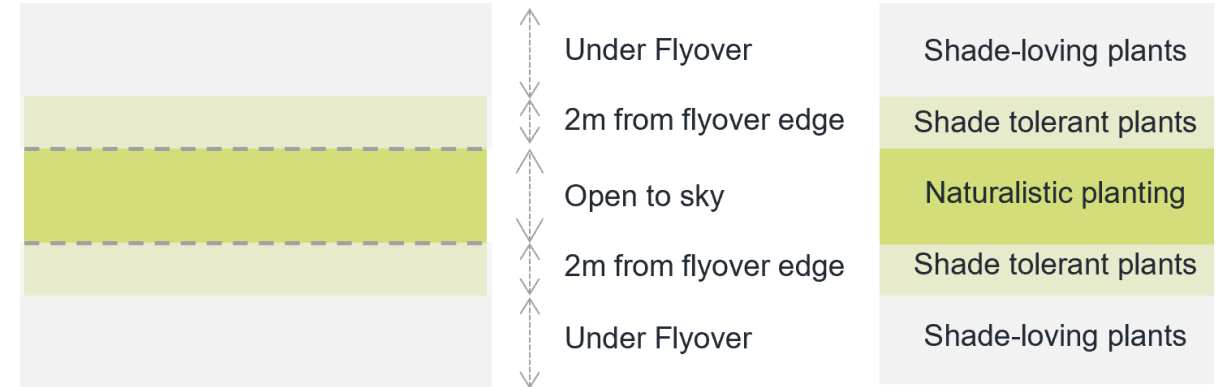 Under Flyover
Shade-loving plants
2m from flyover edge
Shade tolerant plants
Open to sky
Naturalistic planting
2m from flyover edge
Shade tolerant plants
Under Flyover
Shade-loving plants